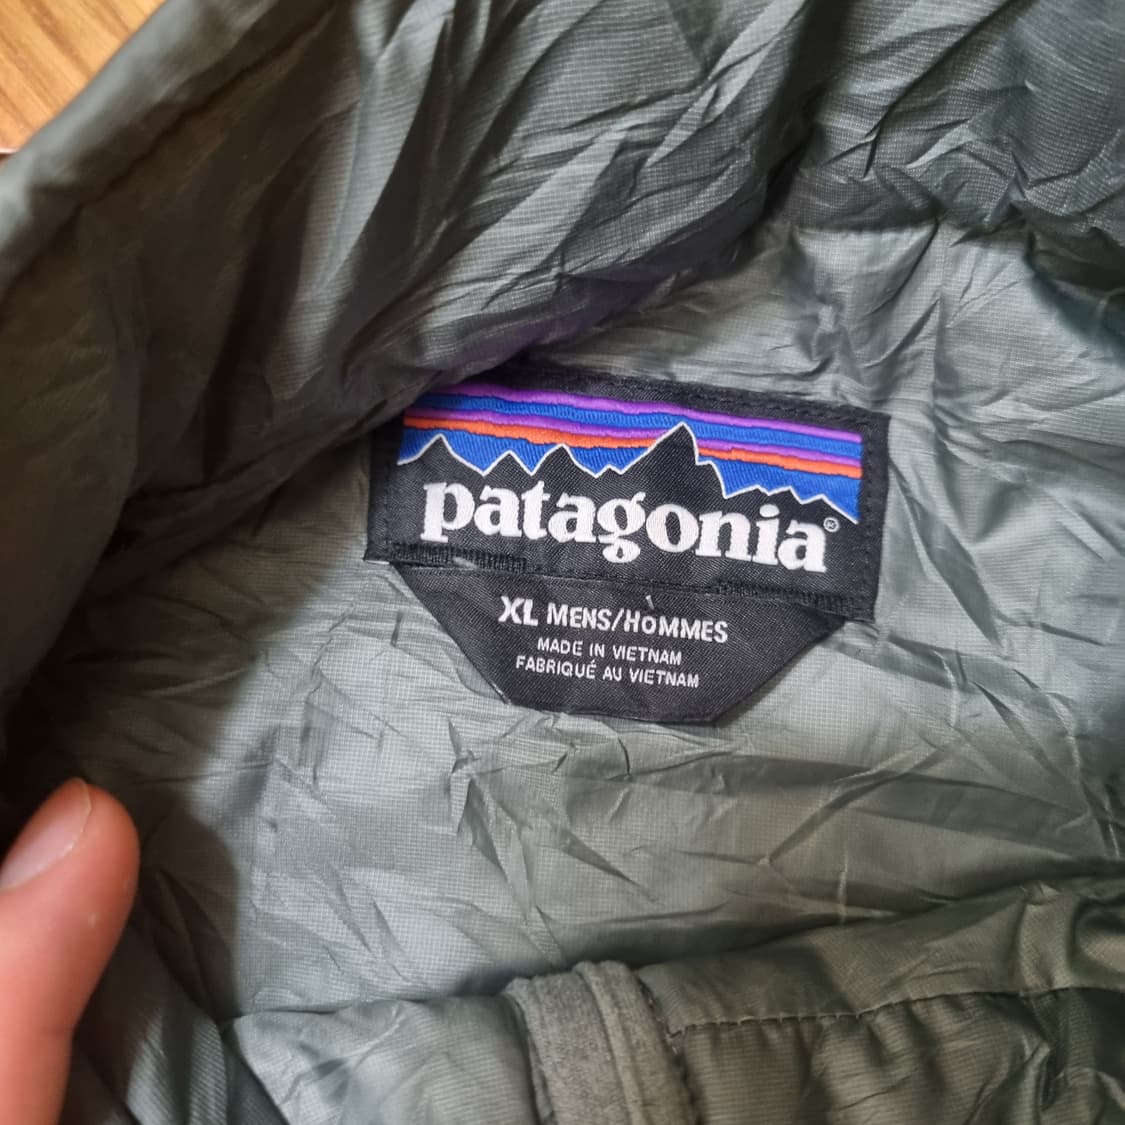 patagonia®
XL MENS/HOMMES
MADE IN VIETNAM
FABRIQUÉ AU VIETNAM